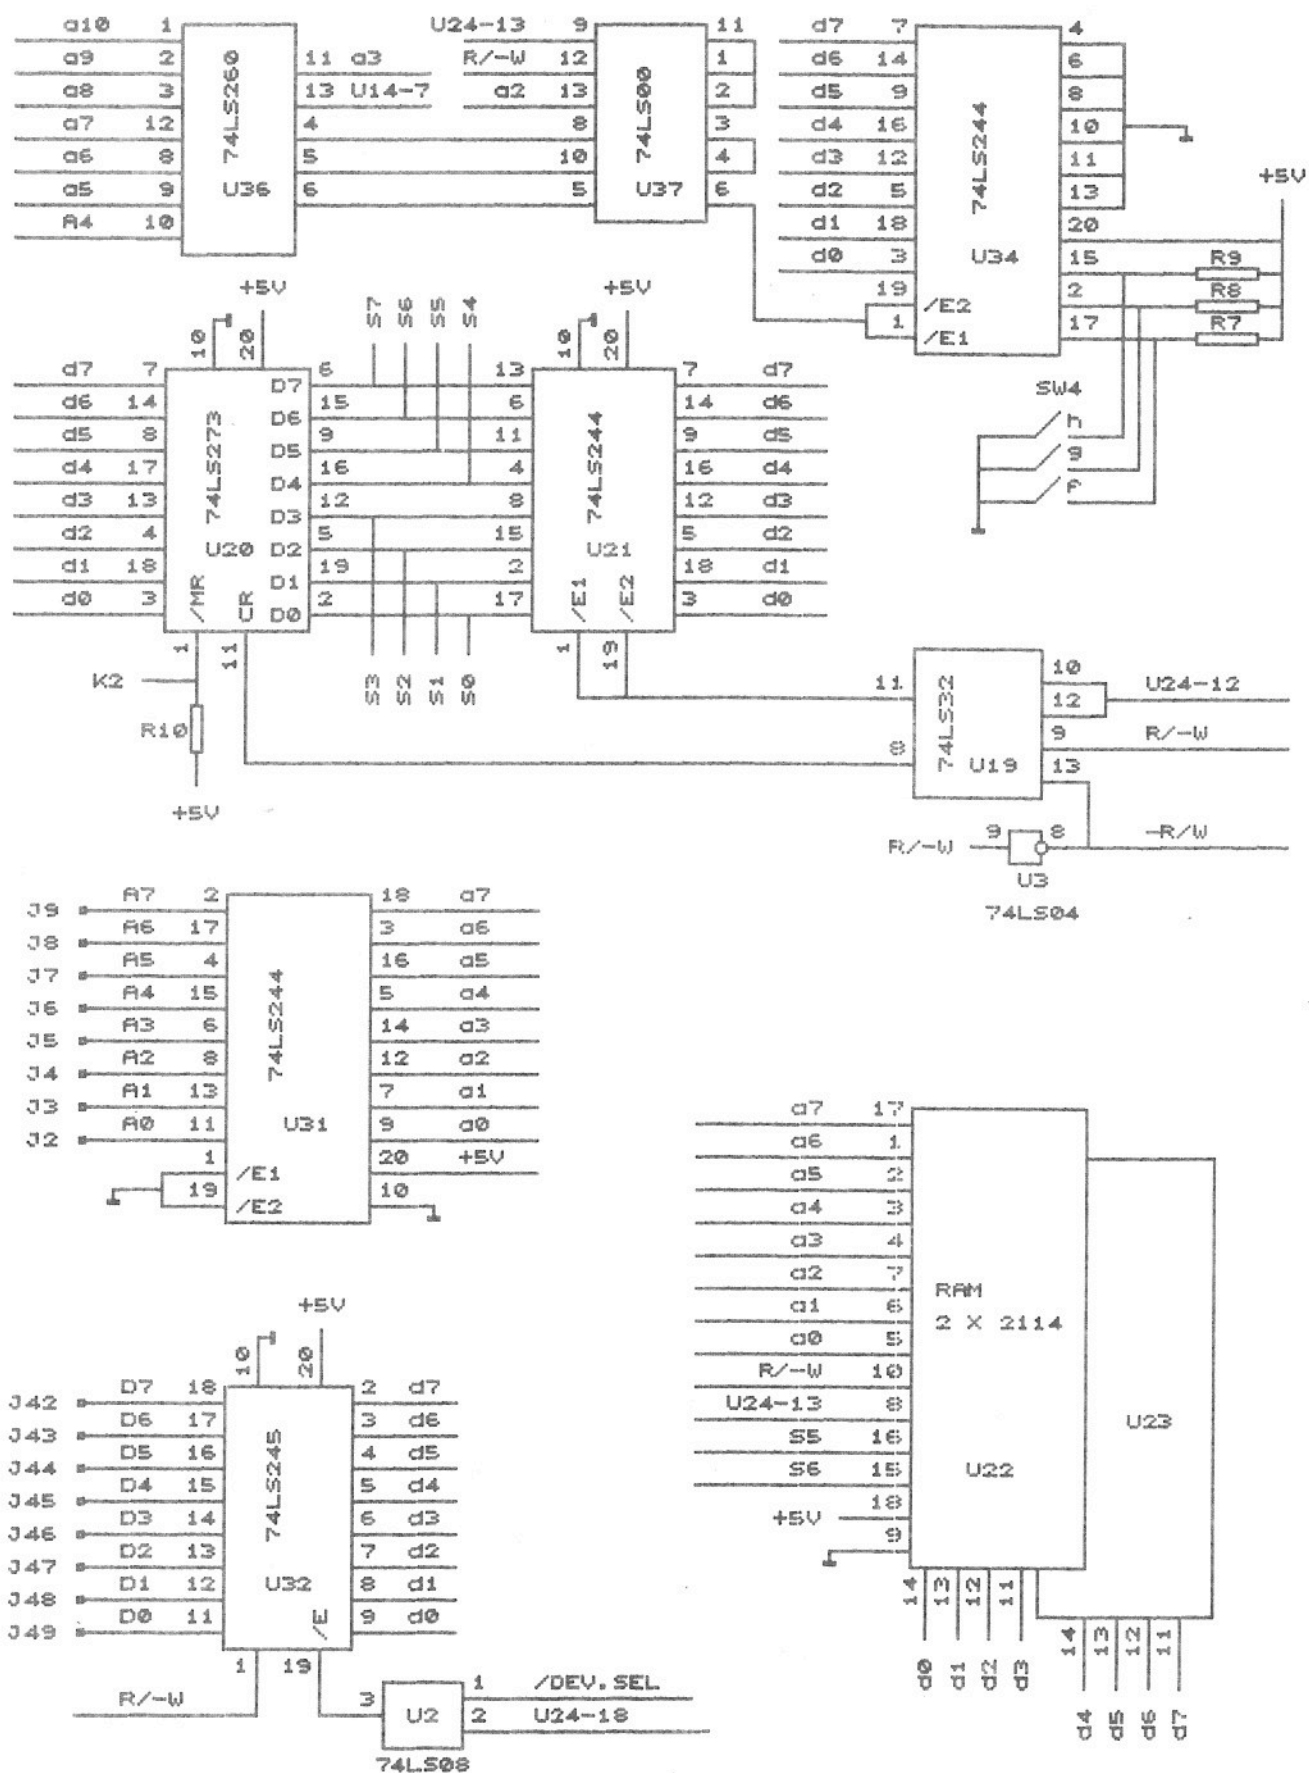 a10 1
a9 2
a8 3
a7 12
a6 8
a5 9
A4 10
74LS260
U36
11 a3
13 U14-7
4
5
6
U24-13 9
R/-W 12
a2 13
8
10
5
74LS00
U37
11
1
2
3
4
6
d7 7
d6 14
d5 9
d4 16
d3 12
d2 5
d1 18
d0 3
19 /E2
1 /E1
74LS244
U34
4
6
8
10
11
13
20
15
2
17
+5V
R9
R8
R7
SW4
h
g
f
+5V
10
20
d7 7
d6 14
d5 8
d4 17
d3 13
d2 4
d1 18
d0 3
74LS273
U20
/MR
CR
D7 6
D6 15
D5 9
D4 16
D3 12
D2 5
D1 19
D0 2
1
11
K2
R10
+5V
S7
S6
S5
S4
S3
S2
S1
S0
+5V
10
20
13
6
11
4
8
15
2
17
74LS244
U21
/E1
/E2
1
19
7 d7
14 d6
9 d5
16 d4
12 d3
5 d2
18 d1
3 d0
11
8
74LS32
U19
10
12 U24-12
9 R/-W
13
R/-W 9
8 -R/W
U3
74LS04
J9 A7 2
J8 A6 17
J7 A5 4
J6 A4 15
J5 A3 6
J4 A2 8
J3 A1 13
J2 A0 11
1 /E1
19 /E2
74LS244
U31
18 a7
3 a6
16 a5
5 a4
14 a3
12 a2
7 a1
9 a0
20 +5V
10
a7 17
a6 1
a5 2
a4 3
a3 4
a2 7
a1 6
a0 5
R/-W 10
U24-13 8
S5 16
S6 15
+5V 18
9
RAM
2 X 2114
U22
U23
14
13
12
11
d0
d1
d2
d3
14
13
12
11
d4
d5
d6
d7
+5V
10
20
J42 D7 18
J43 D6 17
J44 D5 16
J45 D4 15
J46 D3 14
J47 D2 13
J48 D1 12
J49 D0 11
74LS245
U32
/E
2 d7
3 d6
4 d5
5 d4
6 d3
7 d2
8 d1
9 d0
1
19
R/-W
3
U2
74LS08
1 /DEV.SEL
2 U24-18